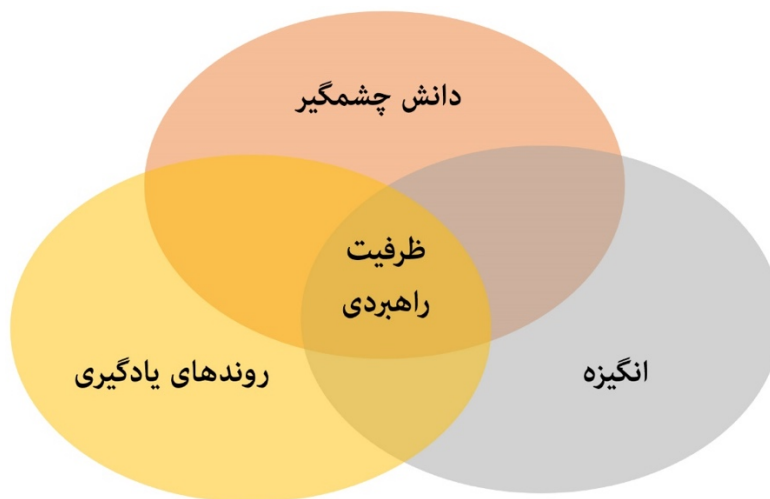 دانش چشمگیر
ظرفیت
راهبردی
انگیزه
روندهای یادگیری